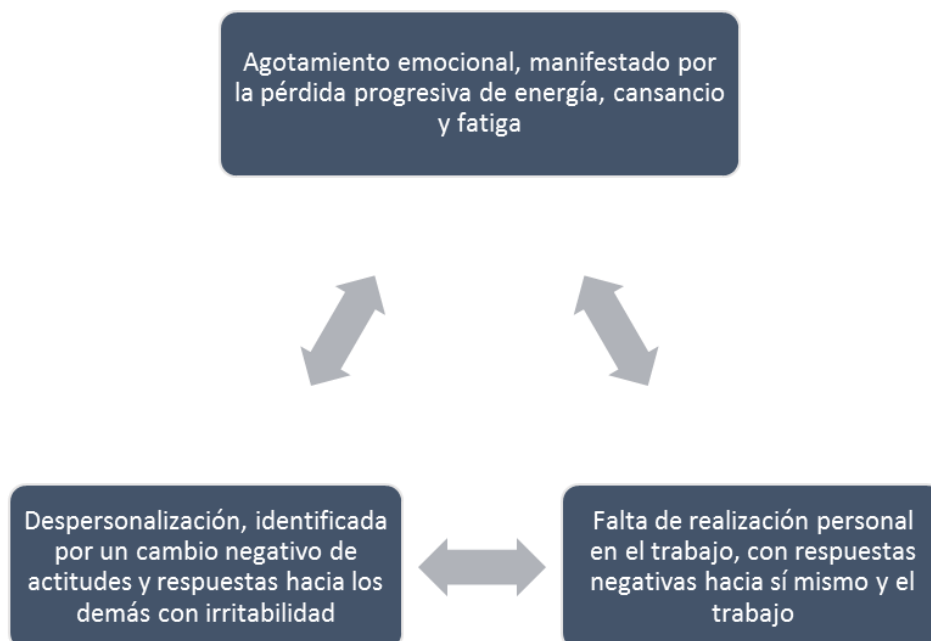 Agotamiento emocional, manifestado por
la pérdida progresiva de energía, cansancio
y fatiga
Despersonalización, identificada
por un cambio negativo de
actitudes y respuestas hacia los
demás con irritabilidad
Falta de realización personal
en el trabajo, con respuestas
negativas hacia sí mismo y el
trabajo